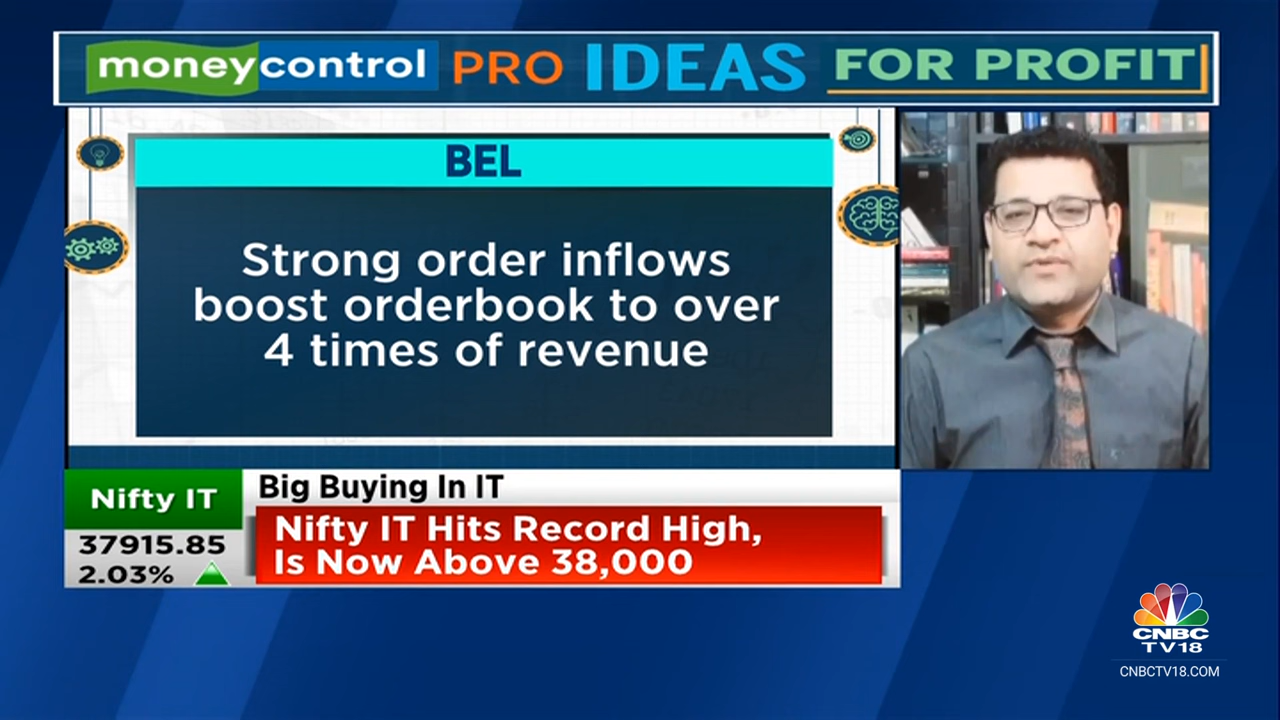 moneycontrol PRO IDEAS FOR PROFIT
BEL
Strong order inflows
boost orderbook to over
4 times of revenue
Nifty IT
37915.85
2.03%
Big Buying In IT
Nifty IT Hits Record High,
Is Now Above 38,000
CNBC
TV18
CNBCTV18.COM